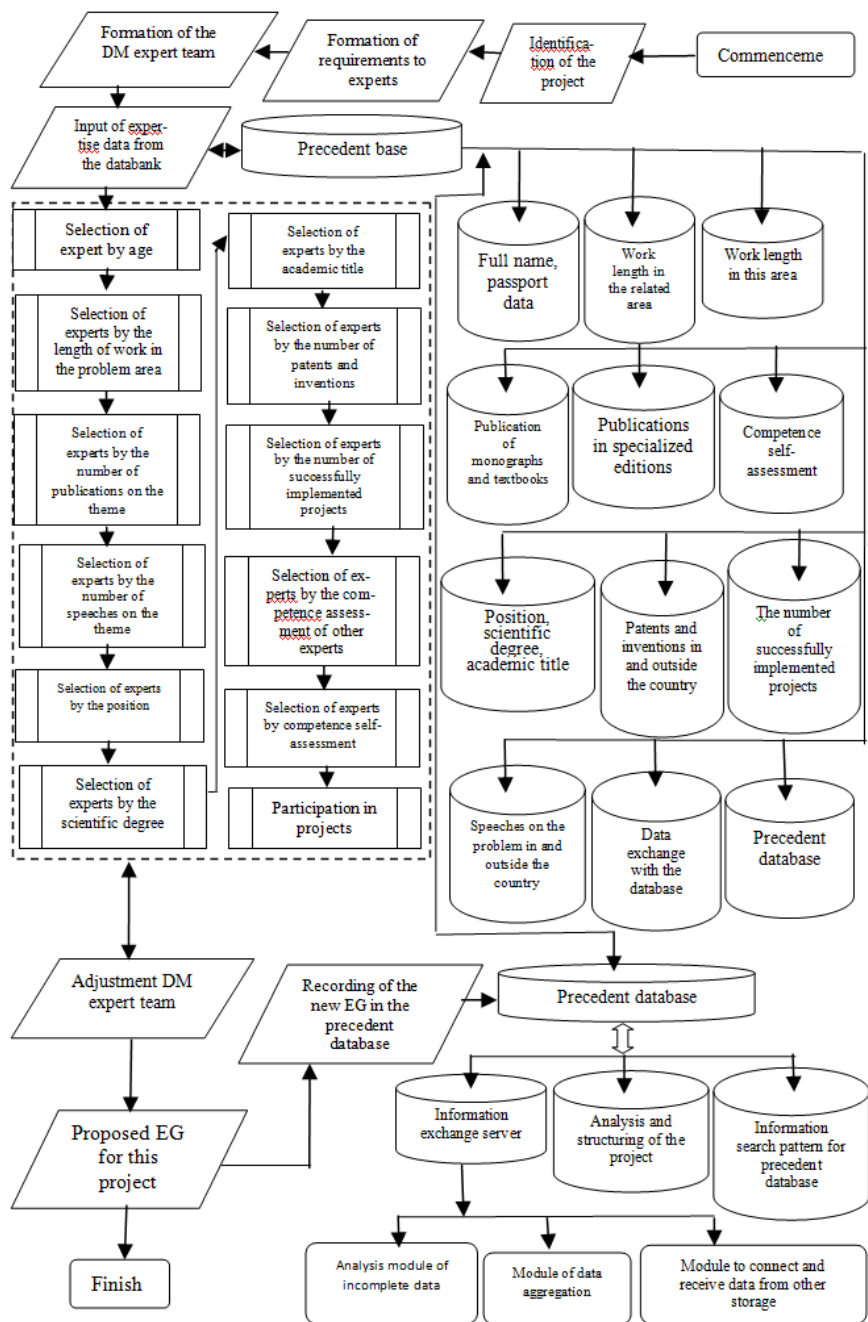 Formation of the
DM expert team
Formation of
requirements to
experts
Identifica-
tion of the
project
Commenceme
Input of exper-
tise data from
the databank
Precedent base
Selection of
expert by age
Selection of
experts by the
length of work in
the problem area
Selection of
experts by the
number of
publications on the
theme
Selection of
experts by the
number of
speeches on the
theme
Selection of experts
by the position
Selection of
experts by the
scientific degree
Selection of
experts by the
academic title
Selection of experts
by the number of
patents and
inventions
Selection of experts
by the number of
successfully
implemented
projects
Selection of ex-
perts by the com-
petence assess-
ment of other
experts
Selection of experts
by competence self-
assessment
Participation in
projects
Full name,
passport
data
Work
length in
the related
area
Work length
in this area
Publication
of
monographs
and textbooks
Publications
in specialized
editions
Competence
self-
assessment
Position,
scientific
degree,
academic title
Patents and
inventions in
and outside
the country
The number
of
successfully
implemented
projects
Speeches on the
problem in and
outside the
country
Data
exchange
with the
database
Precedent
database
Adjustment DM
expert team
Recording of the
new EG in the
precedent
database
Precedent database
Proposed EG
for this
project
Information
exchange server
Analysis and
structuring of the
project
Information
search pattern for
precedent
database
Finish
Analysis module of
incomplete data
Module of data
aggregation
Module to connect and
receive data from other
storage